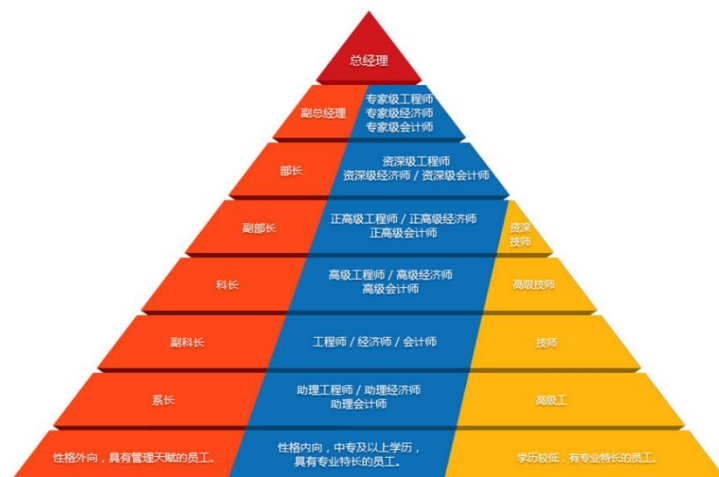 总经理
副总经理
专家级工程师
专家级经济师
专家级会计师
部长
资深级工程师
资深级经济师 / 资深级会计师
副部长
正高级工程师 / 正高级经济师
正高级会计师
资深
技师
科长
高级工程师 / 高级经济师
高级会计师
高级技师
副科长
工程师 / 经济师 / 会计师
技师
系长
助理工程师 / 助理经济师
助理会计师
高级工
性格外向，具有管理天赋的员工。
性格内向，中专及以上学历，
具有专业特长的员工。
学历较低，有专业特长的员工。